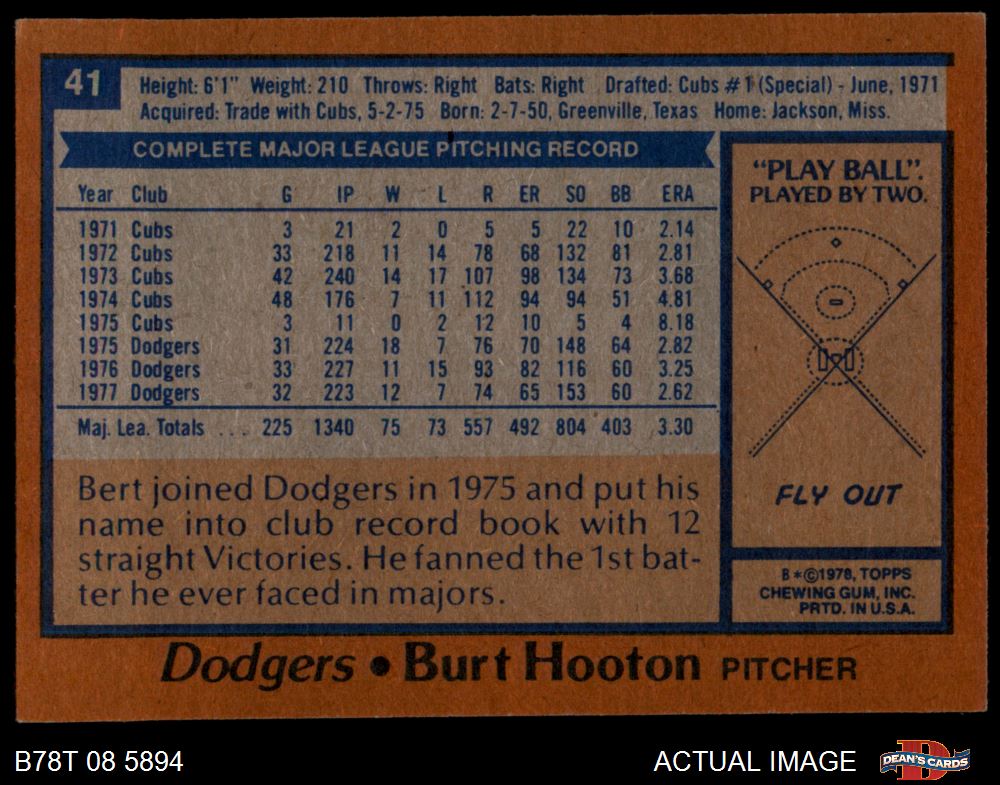 41
Height: 6'1" Weight: 210 Throws: Right Bats: Right Drafted: Cubs #1 (Special) - June, 1971
Acquired: Trade with Cubs, 5-2-75 Born: 2-7-50, Greenville, Texas Home: Jackson, Miss.
COMPLETE MAJOR LEAGUE PITCHING RECORD
Year Club G IP W L R ER SO BB ERA
1971 Cubs 3 21 2 0 5 5 22 10 2.14
1972 Cubs 33 218 11 14 78 68 132 81 2.81
1973 Cubs 42 240 14 17 107 98 134 73 3.68
1974 Cubs 48 176 7 11 112 94 94 51 4.81
1975 Cubs 3 11 0 2 12 10 5 4 8.18
1975 Dodgers 31 224 18 7 76 70 148 64 2.82
1976 Dodgers 33 227 11 15 93 82 116 60 3.25
1977 Dodgers 32 223 12 7 74 65 153 60 2.62
Maj. Lea. Totals ... 225 1340 75 73 557 492 804 403 3.30
Bert joined Dodgers in 1975 and put his
name into club record book with 12
straight Victories. He fanned the 1st bat-
ter he ever faced in majors.
"PLAY BALL".
PLAYED BY TWO.
FLY OUT
B*©1978, TOPPS
CHEWING GUM, INC.
PRTD. IN U.S.A.
Dodgers • Burt Hooton PITCHER
B78T 08 5894
ACTUAL IMAGE
D
DEAN'S CARDS